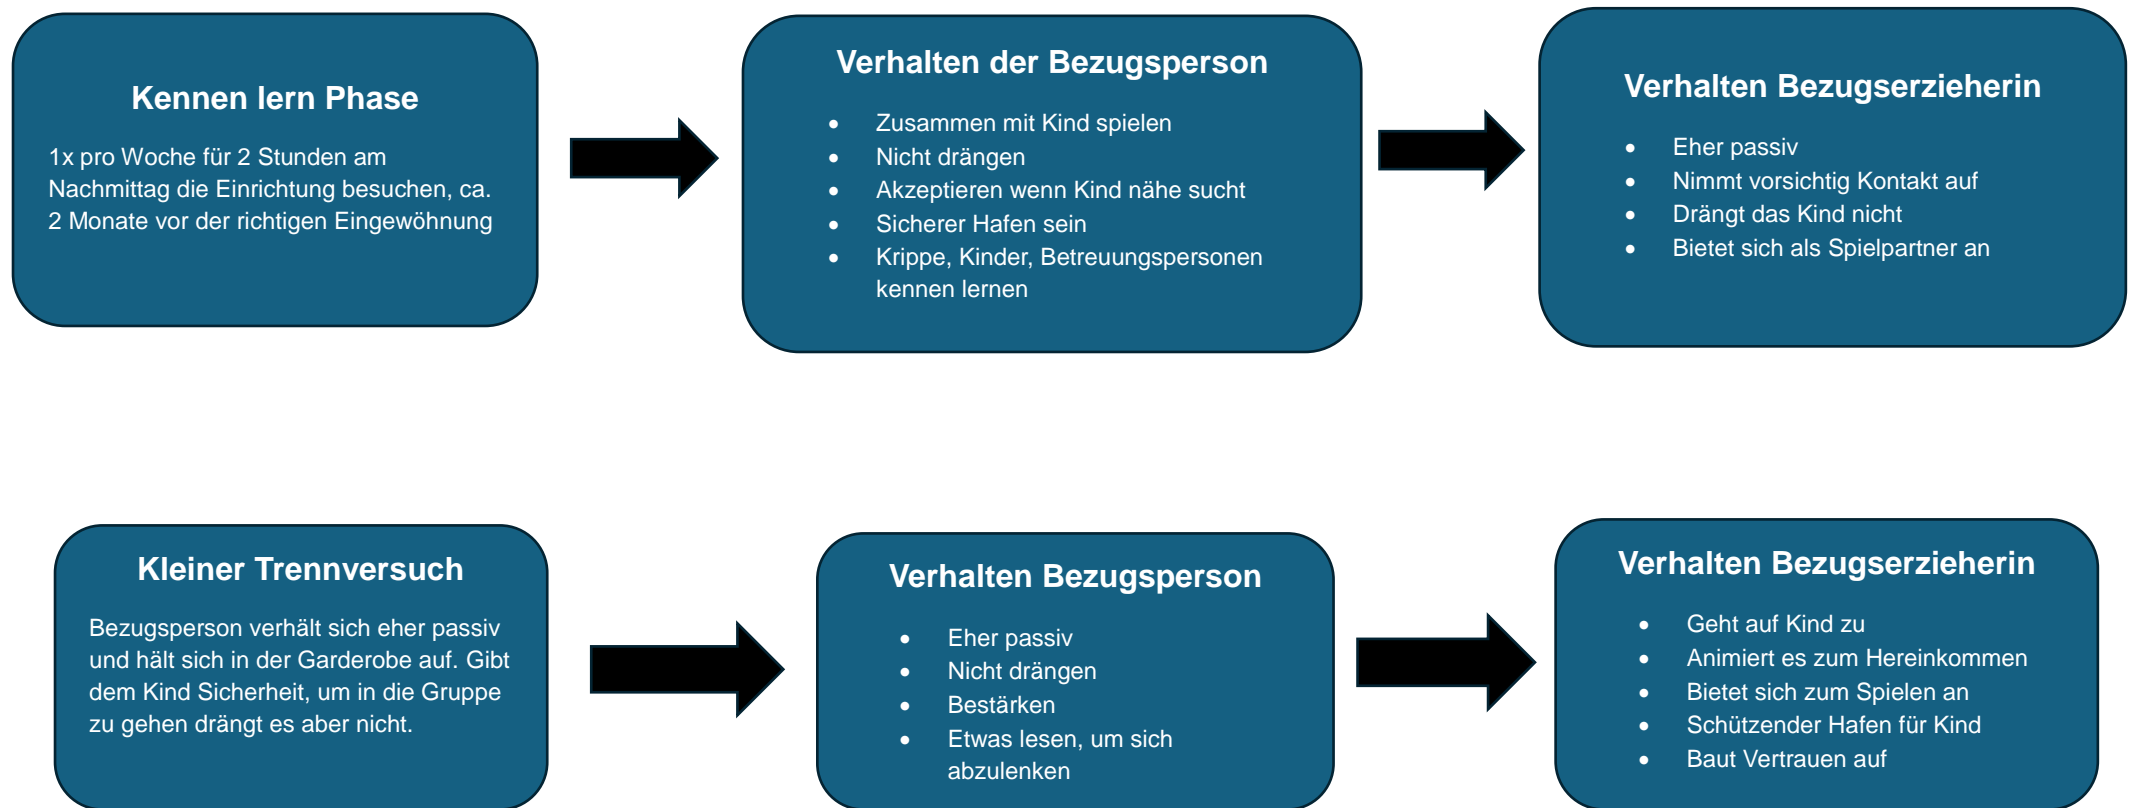 Kennen lern Phase
1x pro Woche für 2 Stunden am
Nachmittag die Einrichtung besuchen, ca.
2 Monate vor der richtigen Eingewöhnung
Verhalten der Bezugsperson
• Zusammen mit Kind spielen
• Nicht drängen
• Akzeptieren wenn Kind nähe sucht
• Sicherer Hafen sein
• Krippe, Kinder, Betreuungspersonen
kennen lernen
Verhalten Bezugserzieherin
• Eher passiv
• Nimmt vorsichtig Kontakt auf
• Drängt das Kind nicht
• Bietet sich als Spielpartner an
Kleiner Trennversuch
Bezugsperson verhält sich eher passiv
und hält sich in der Garderobe auf. Gibt
dem Kind Sicherheit, um in die Gruppe
zu gehen drängt es aber nicht.
Verhalten Bezugsperson
• Eher passiv
• Nicht drängen
• Bestärken
• Etwas lesen, um sich
abzulenken
Verhalten Bezugserzieherin
• Geht auf Kind zu
• Animiert es zum Hereinkommen
• Bietet sich zum Spielen an
• Schützender Hafen für Kind
• Baut Vertrauen auf